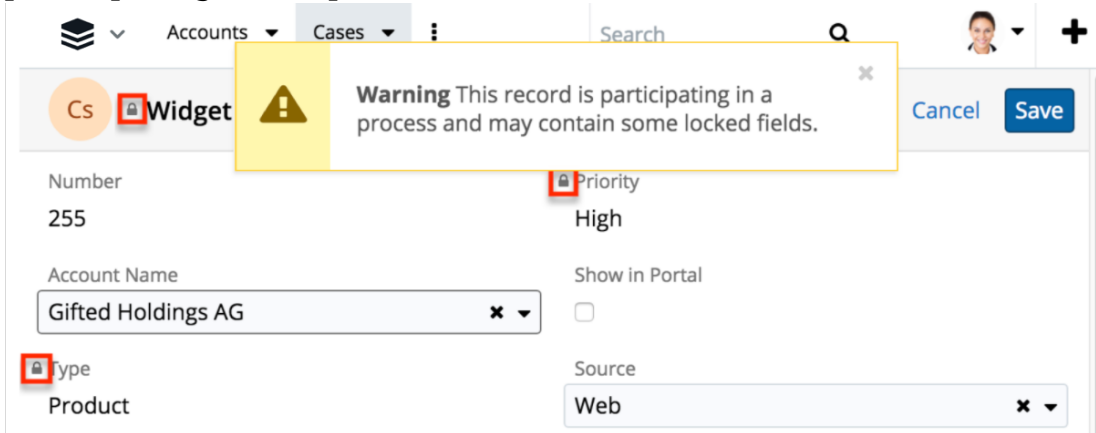 Accounts Cases Search
Cs Widget
Warning This record is participating in a
process and may contain some locked fields.
Cancel Save
Number
255
Priority
High
Account Name
Gifted Holdings AG
Show in Portal
Type
Product
Source
Web